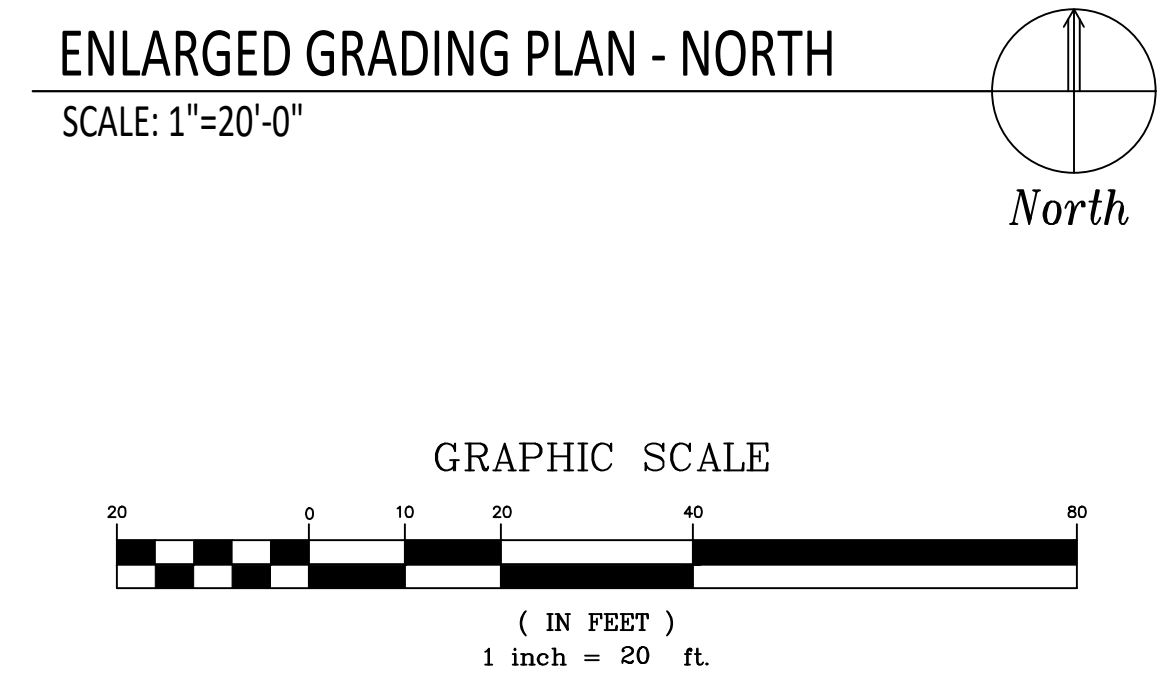 ENLARGED GRADING PLAN - NORTH
SCALE: 1"=20'-0"
North
GRAPHIC SCALE
20 0 10 20 40 80
( IN FEET )
1 inch = 20 ft.